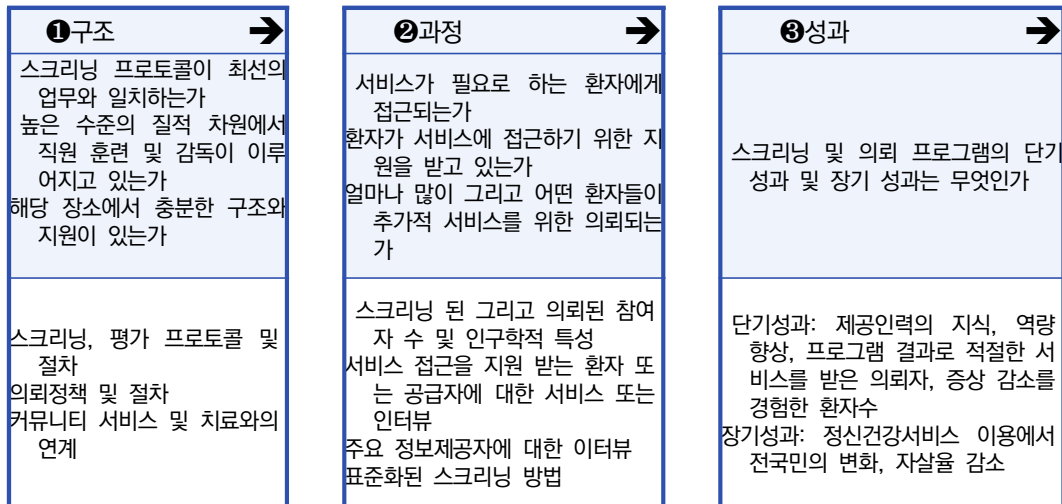 ❶구조 ➔
스크리닝 프로토콜이 최선의
업무와 일치하는가
높은 수준의 질적 차원에서
직원 훈련 및 감독이 이루
어지고 있는가
해당 장소에서 충분한 구조와
지원이 있는가
스크리닝, 평가 프로토콜 및
절차
의뢰정책 및 절차
커뮤니티 서비스 및 치료와의
연계
❷과정 ➔
서비스가 필요로 하는 환자에게
접근되는가
환자가 서비스에 접근하기 위한 지
원을 받고 있는가
얼마나 많이 그리고 어떤 환자들이
추가적 서비스를 위한 의뢰되는
가
스크리닝 된 그리고 의뢰된 참여
자 수 및 인구학적 특성
서비스 접근을 지원 받는 환자 또
는 공급자에 대한 서비스 또는
인터뷰
주요 정보제공자에 대한 이터뷰
표준화된 스크리닝 방법
❸성과 ➔
스크리닝 및 의뢰 프로그램의 단기
성과 및 장기 성과는 무엇인가
단기성과: 제공인력의 지식, 역량
향상, 프로그램 결과로 적절한 서
비스를 받은 의뢰자, 증상 감소를
경험한 환자수
장기성과: 정신건강서비스 이용에서
전국민의 변화, 자살율 감소